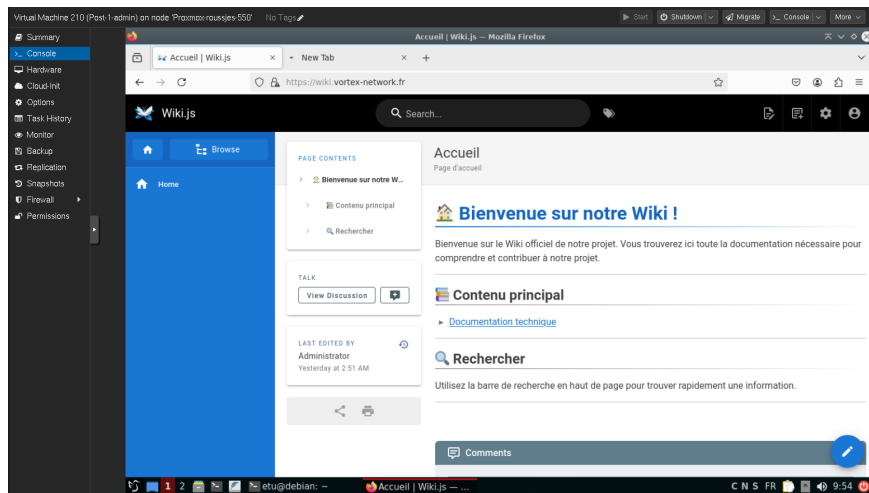 Virtual Machine 210 (Post-1-admin) on node 'Proxmox-roussjes-550' No Tags Start Shutdown Migrate Console More
Summary
Console
Hardware
Cloud-Init
Options
Task History
Monitor
Backup
Replication
Snapshots
Firewall
Permissions
Accueil | Wiki.js — Mozilla Firefox
Accueil | Wiki.js × New Tab × +
https://wiki.vortex-network.fr
Wiki.js Search...
Browse
Home
PAGE CONTENTS
Bienvenue sur notre W...
Contenu principal
Rechercher
TALK
View Discussion
LAST EDITED BY
Administrator
Yesterday at 2:51 AM
Accueil
Page d'accueil
Bienvenue sur notre Wiki !
Bienvenue sur le Wiki officiel de notre projet. Vous trouverez ici toute la documentation nécessaire pour
comprendre et contribuer à notre projet.
Contenu principal
Documentation technique
Rechercher
Utilisez la barre de recherche en haut de page pour trouver rapidement une information.
Comments
1 2 etu@debian: ~ Accueil | Wiki.js — ... C N S FR 9:54